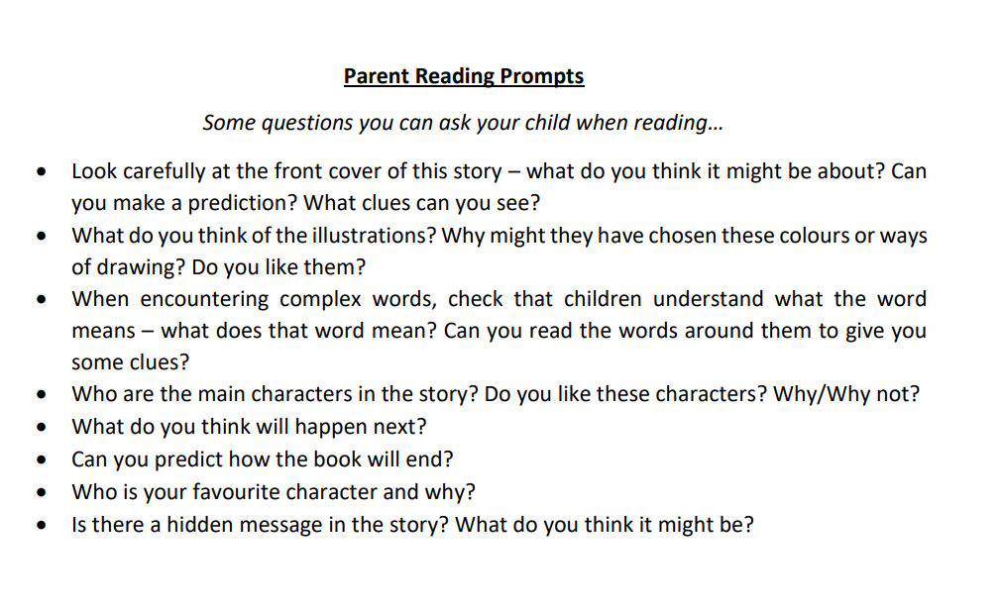 Parent Reading Prompts
Some questions you can ask your child when reading…
• Look carefully at the front cover of this story – what do you think it might be about? Can
you make a prediction? What clues can you see?
• What do you think of the illustrations? Why might they have chosen these colours or ways
of drawing? Do you like them?
• When encountering complex words, check that children understand what the word
means – what does that word mean? Can you read the words around them to give you
some clues?
• Who are the main characters in the story? Do you like these characters? Why/Why not?
• What do you think will happen next?
• Can you predict how the book will end?
• Who is your favourite character and why?
• Is there a hidden message in the story? What do you think it might be?